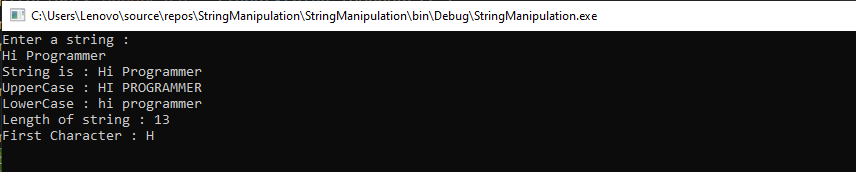 C:\Users\Lenovo\source\repos\StringManipulation\StringManipulation\bin\Debug\StringManipulation.exe
Enter a string :
Hi Programmer
String is : Hi Programmer
UpperCase : HI PROGRAMMER
LowerCase : hi programmer
Length of string : 13
First Character : H